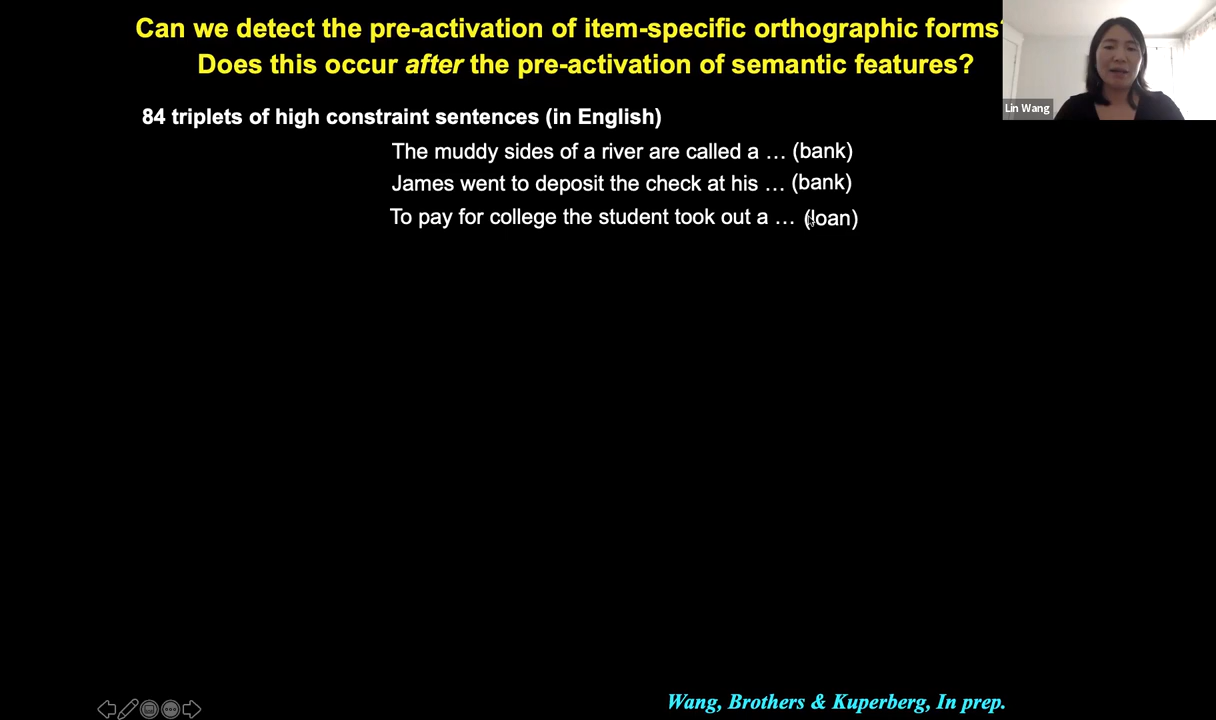 Can we detect the pre-activation of item-specific orthographic forms?
Does this occur after the pre-activation of semantic features?
Lin Wang
84 triplets of high constraint sentences (in English)
The muddy sides of a river are called a … (bank)
James went to deposit the check at his … (bank)
To pay for college the student took out a … (loan)
Wang, Brothers & Kuperberg, In prep.